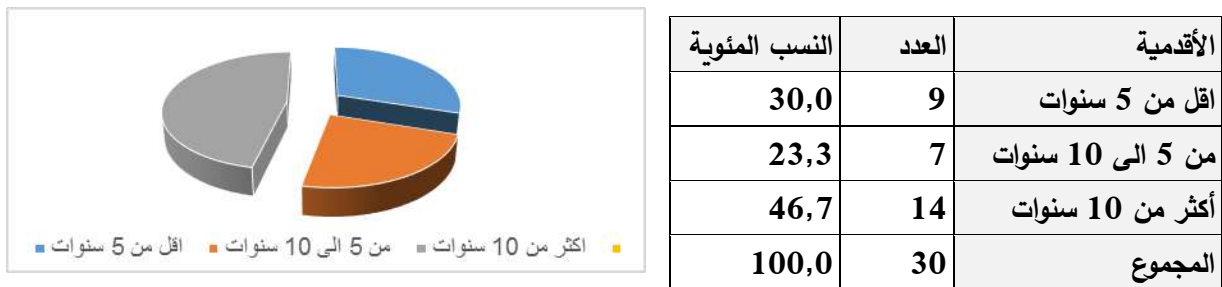 الأقدمية العدد النسب المئوية
اقل من 5 سنوات 9 30,0
من 5 الى 10 سنوات 7 23,3
أكثر من 10 سنوات 14 46,7
المجموع 30 100,0
اقل من 5 سنوات من 5 الى 10 سنوات اكثر من 10 سنوات